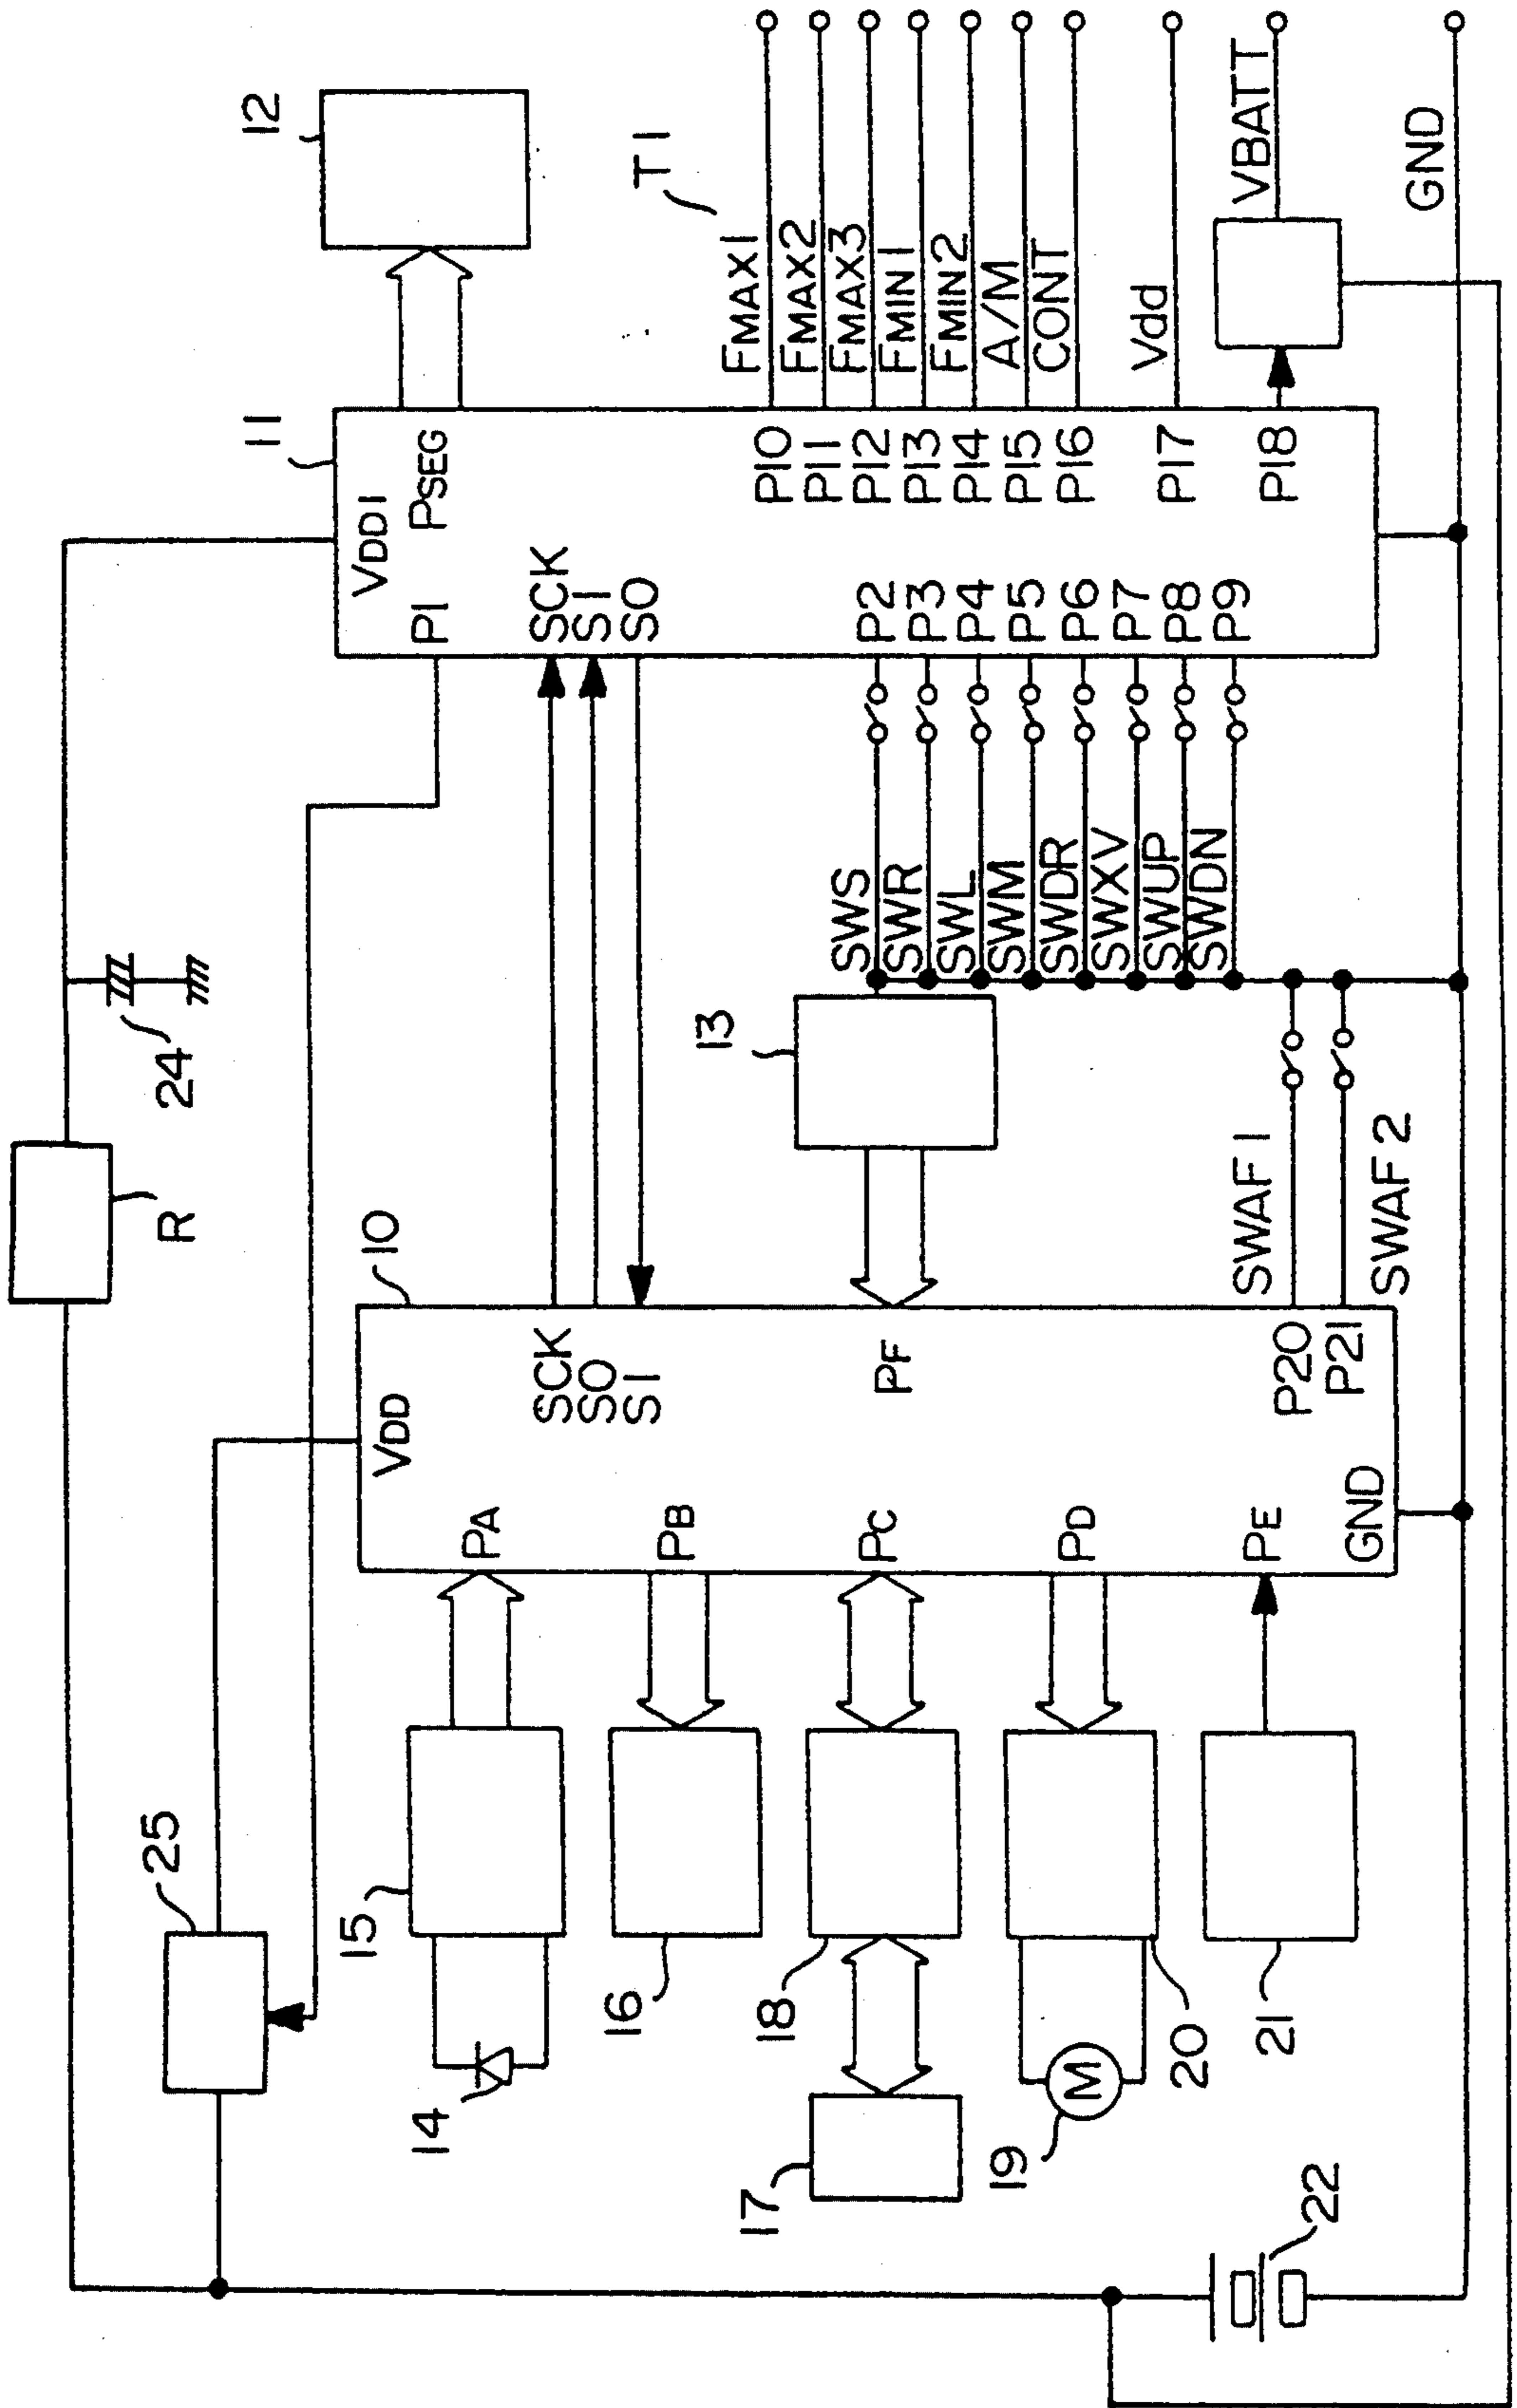 R
24
25
12
11
VDD1
P1
PSEG
SCK
SI
SO
P2
P3
P4
P5
P6
P7
P8
P9
P10
P11
P12
P13
P14
P15
P16
P17
P18
T1
FMAX1
FMAX2
FMAX3
FMIN1
FMIN2
A/M
CONT
Vdd
VBATT
GND
SWS
SWR
SWL
SWM
SWDR
SWXV
SWUP
SWDN
13
10
VDD
SCK
SO
SI
PF
P20
P21
SWAF1
SWAF2
PA
PB
PC
PD
PE
GND
15
14
16
18
17
20
19
M
21
22